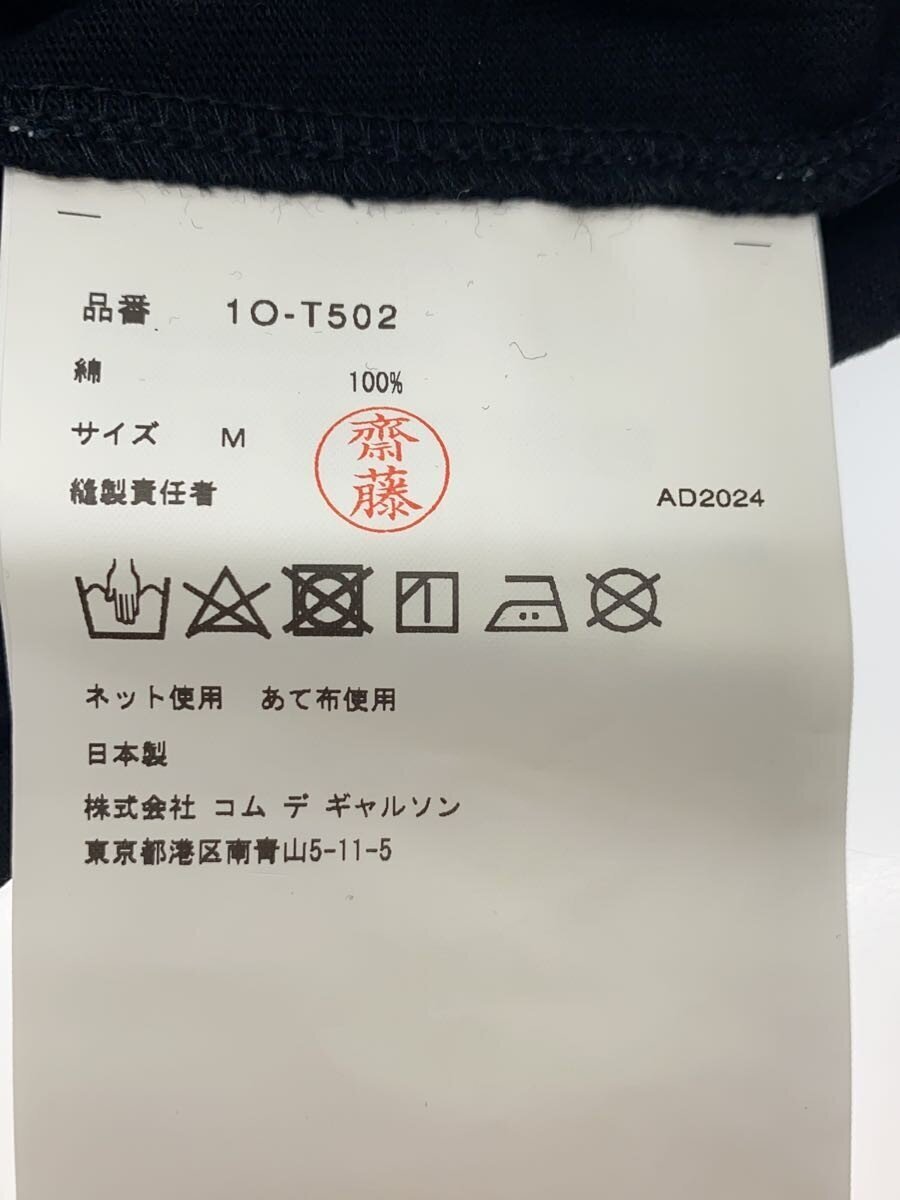 品番 1O-T502
綿 100%
サイズ M
齋藤
縫製責任者 AD2024
ネット使用 あて布使用
日本製
株式会社 コム デ ギャルソン
東京都港区南青山5-11-5